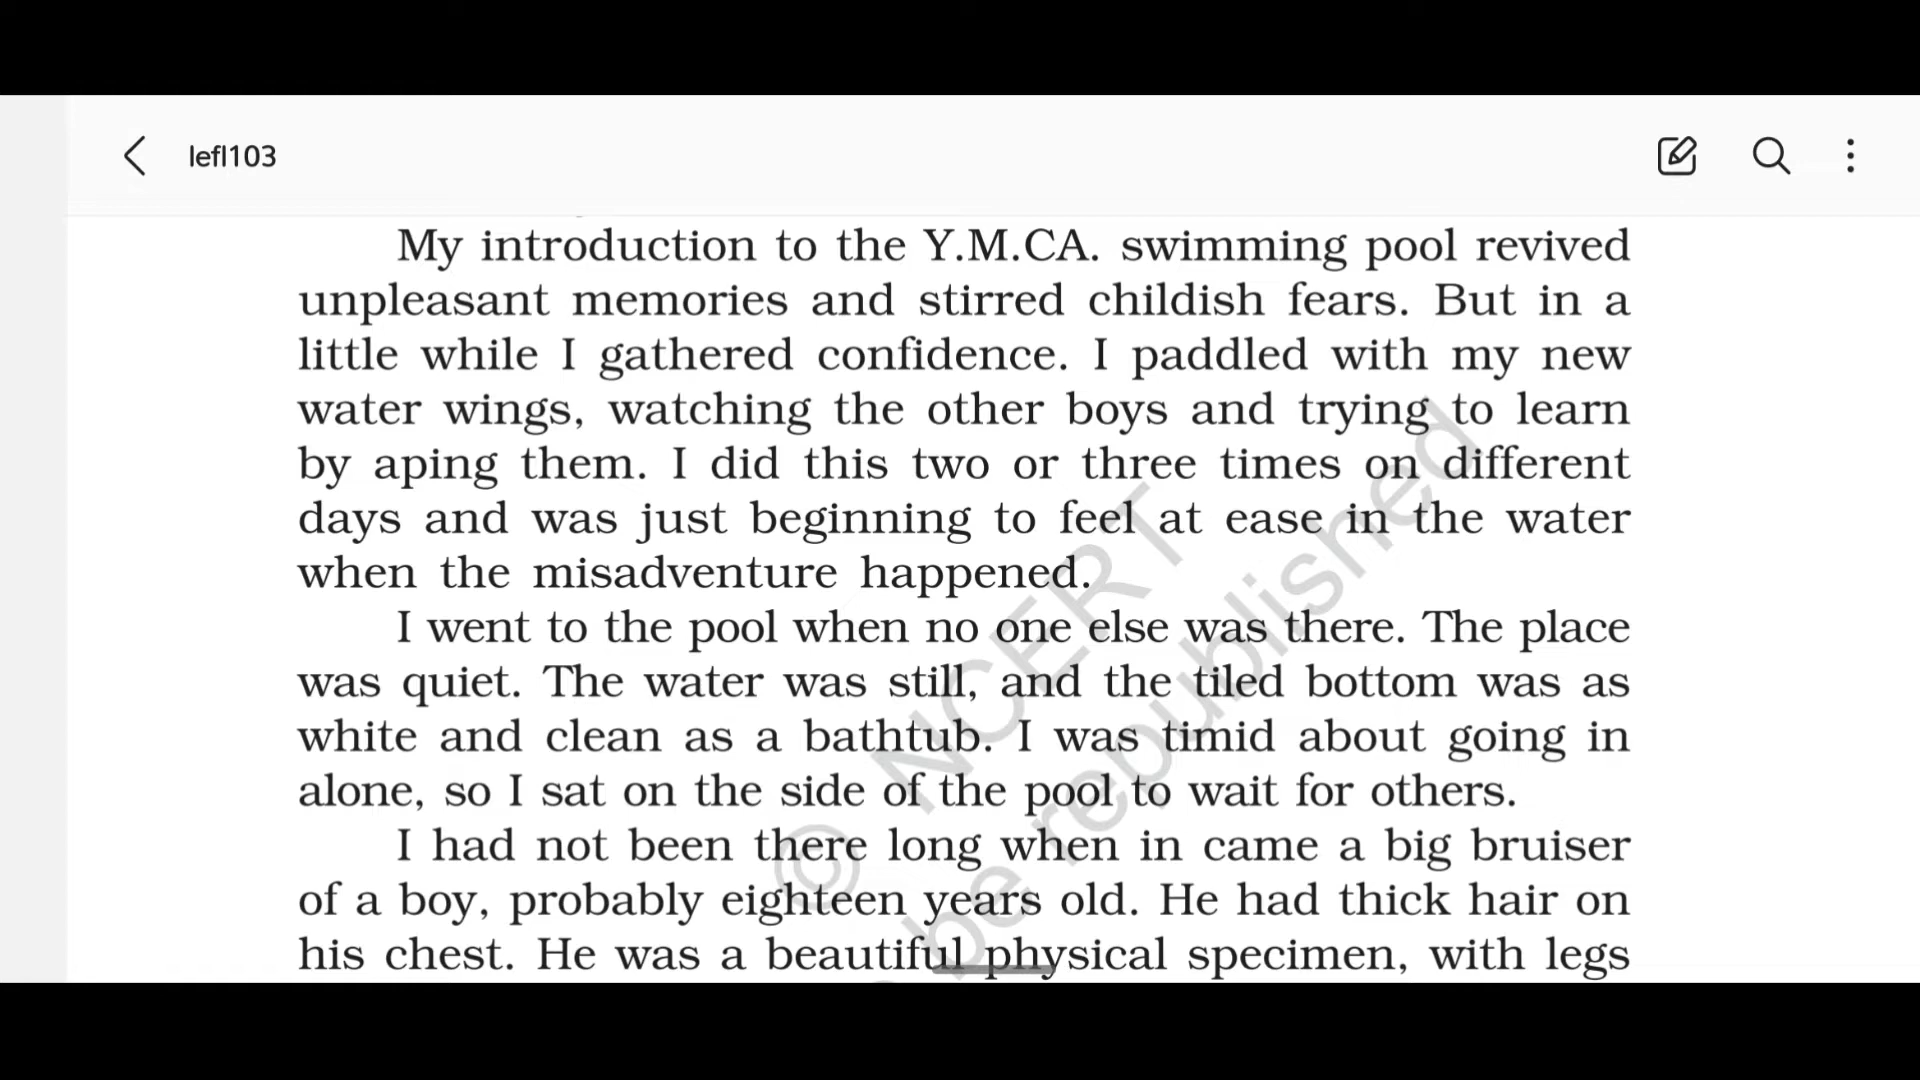 lefl103
My introduction to the Y.M.CA. swimming pool revived
unpleasant memories and stirred childish fears. But in a
little while I gathered confidence. I paddled with my new
water wings, watching the other boys and trying to learn
by aping them. I did this two or three times on different
days and was just beginning to feel at ease in the water
when the misadventure happened.
I went to the pool when no one else was there. The place
was quiet. The water was still, and the tiled bottom was as
white and clean as a bathtub. I was timid about going in
alone, so I sat on the side of the pool to wait for others.
I had not been there long when in came a big bruiser
of a boy, probably eighteen years old. He had thick hair on
his chest. He was a beautiful physical specimen, with legs
© NCERT
be republished